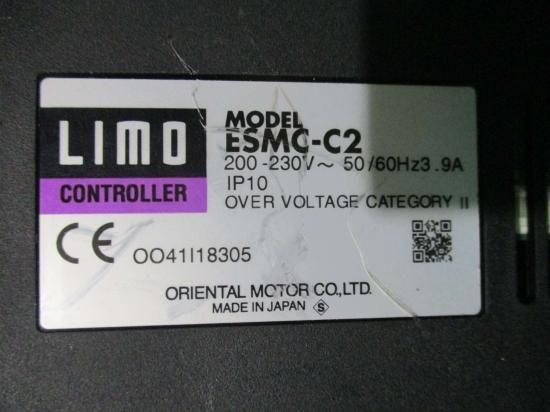 LIMO
CONTROLLER
MODEL
ESMC-C2
200-230V~ 50/60Hz3.9A
IP10
OVER VOLTAGE CATEGORY II
CE 0041I18305
ORIENTAL MOTOR CO.,LTD.
MADE IN JAPAN S